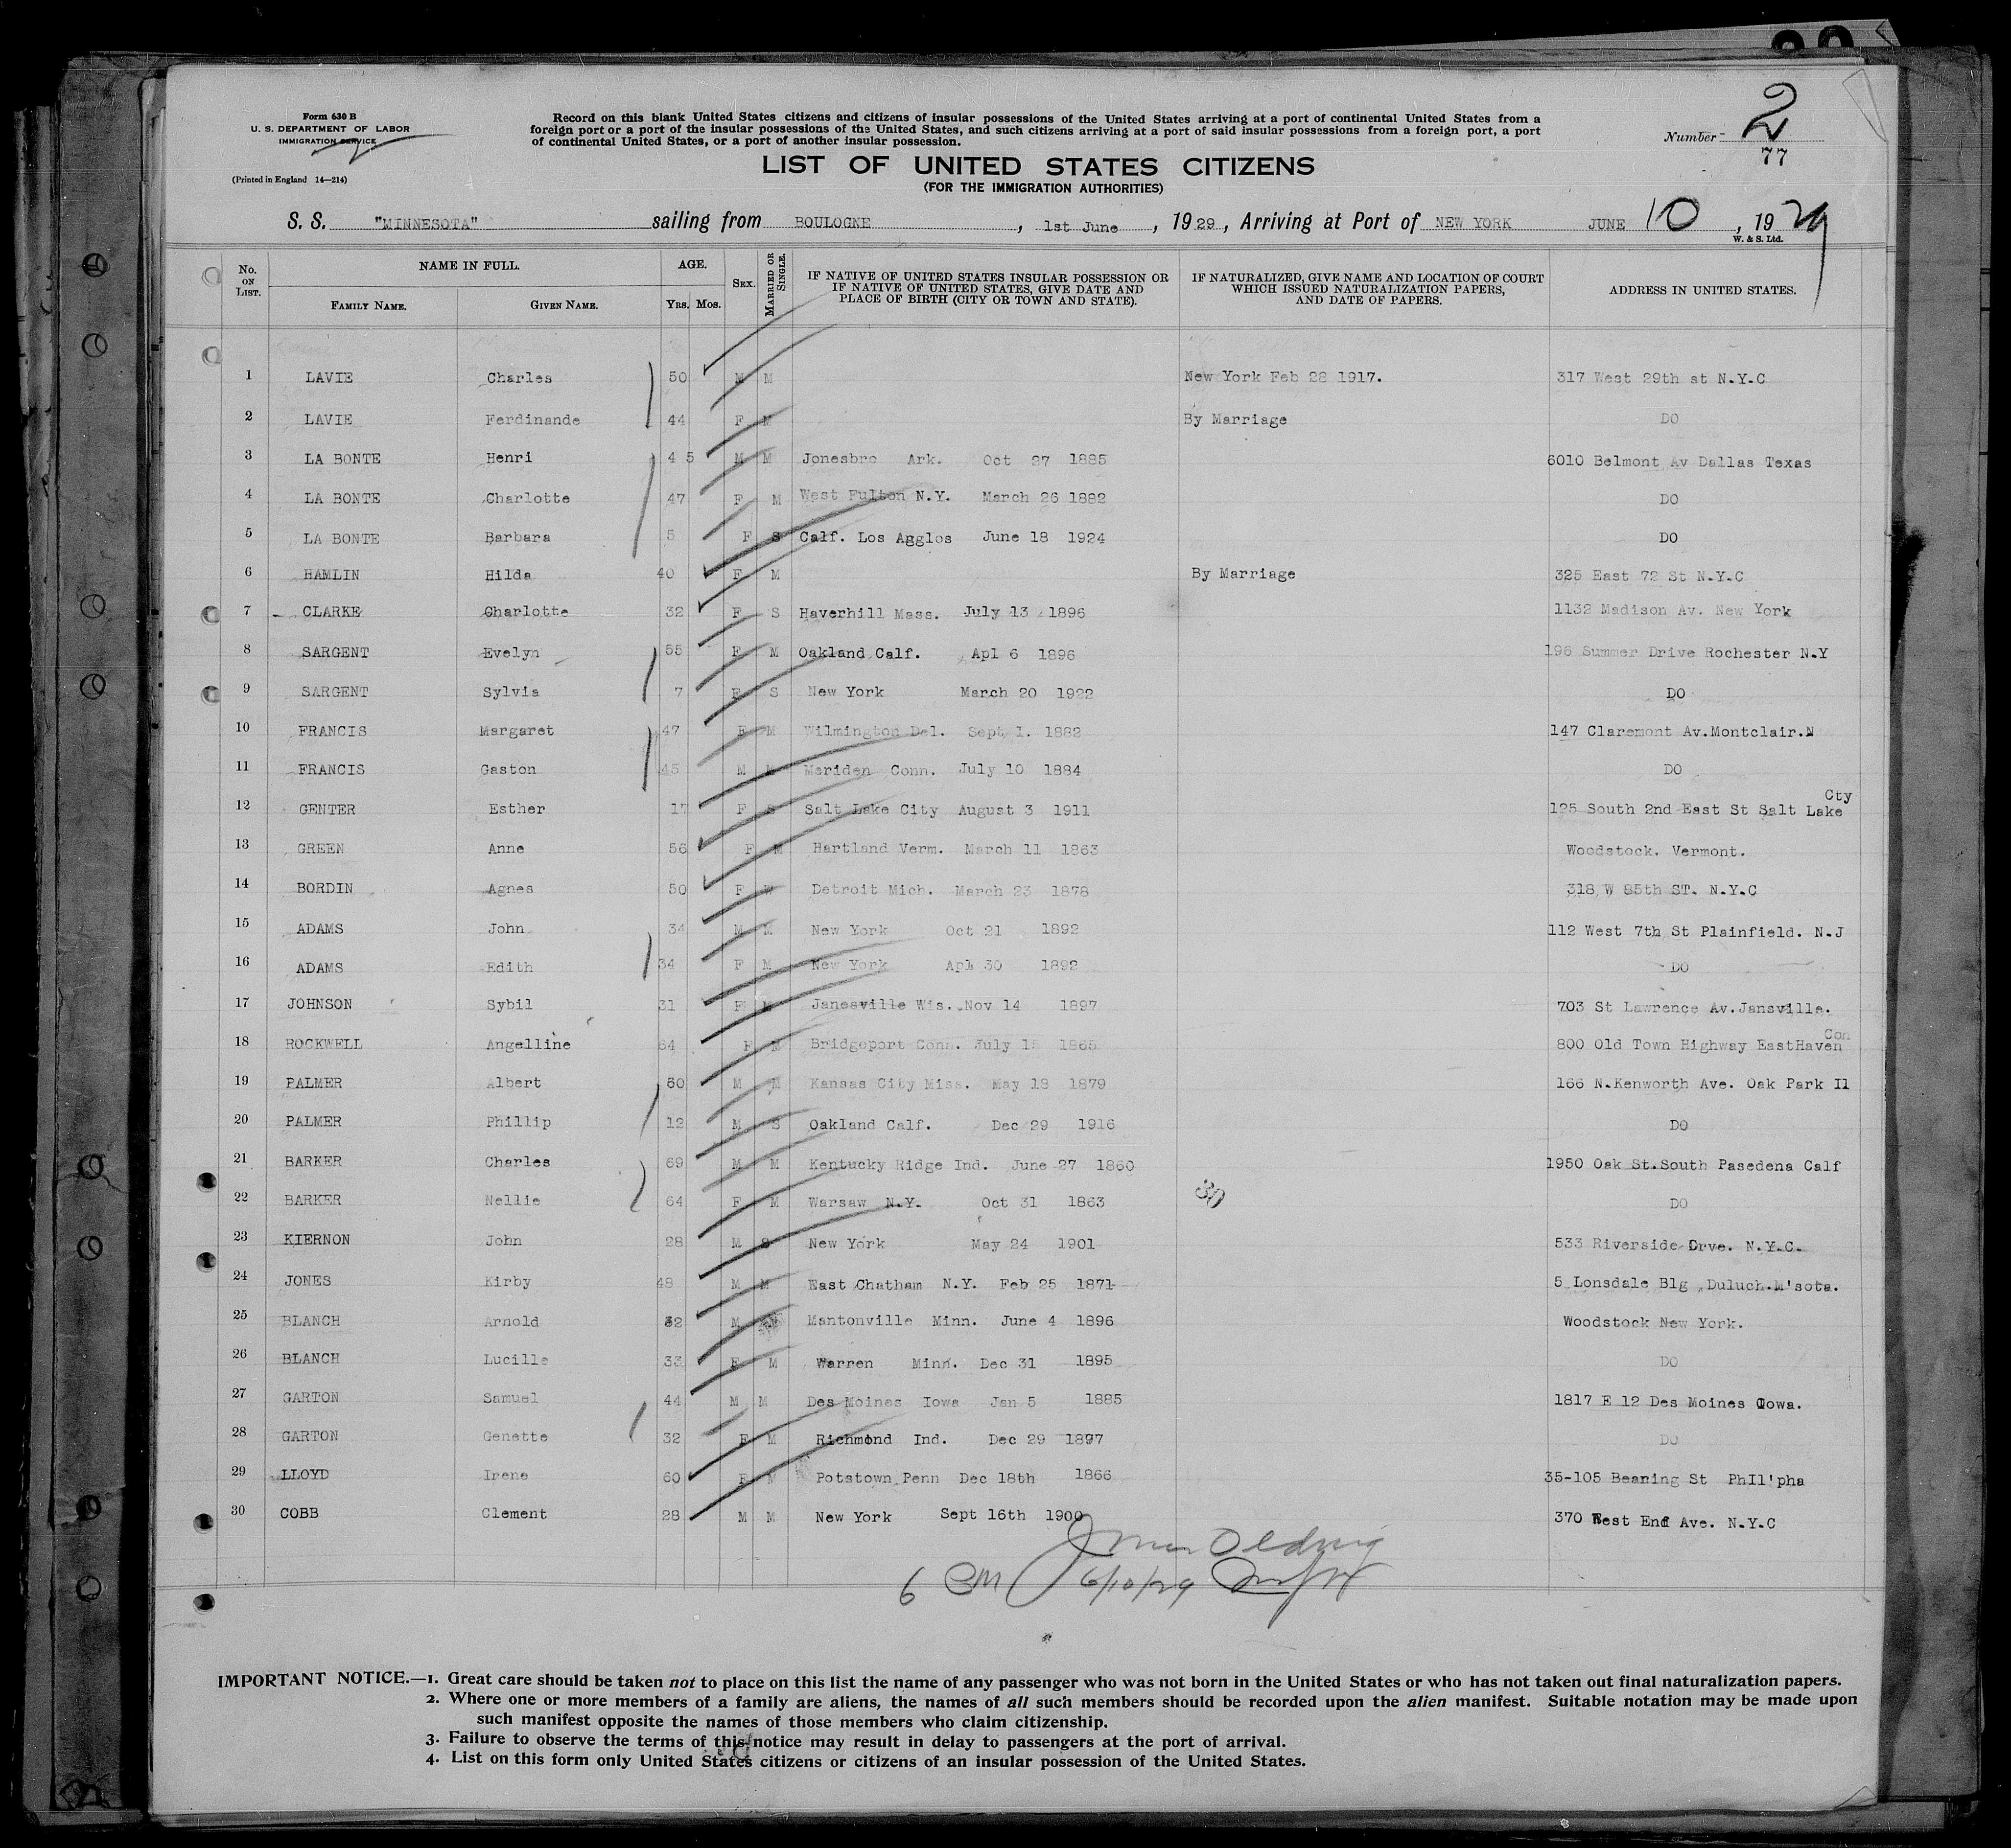 Form 630 B
U. S. DEPARTMENT OF LABOR
IMMIGRATION SERVICE
(Printed in England 14—214)
Record on this blank United States citizens and citizens of insular possessions of the United States arriving at a port of continental United States from a
foreign port or a port of the insular possessions of the United States, and such citizens arriving at a port of said insular possessions from a foreign port, a port
of continental United States, or a port of another insular possession.
Number 2
77
LIST OF UNITED STATES CITIZENS
(FOR THE IMMIGRATION AUTHORITIES)
S. S. "MINNESOTA" sailing from BOULOGNE, 1st June, 1929, Arriving at Port of NEW YORK JUNE 10, 1929
W. & S. Ltd.
No. ON LIST. NAME IN FULL. FAMILY NAME. GIVEN NAME. AGE. Yrs. Mos. SEX. MARRIED OR SINGLE. IF NATIVE OF UNITED STATES INSULAR POSSESSION OR IF NATIVE OF UNITED STATES, GIVE DATE AND PLACE OF BIRTH (CITY OR TOWN AND STATE). IF NATURALIZED, GIVE NAME AND LOCATION OF COURT WHICH ISSUED NATURALIZATION PAPERS, AND DATE OF PAPERS. ADDRESS IN UNITED STATES.
1 LAVIE Charles 50 M M New York Feb 28 1917. 317 West 29th st N.Y.C
2 LAVIE Ferdinande 44 F M By Marriage DO
3 LA BONTE Henri 45 M M Jonesbro Ark. Oct 27 1885 6010 Belmont Av Dallas Texas
4 LA BONTE Charlotte 47 F M West Fulton N.Y. March 26 1882 DO
5 LA BONTE Barbara 5 F S Calf. Los Agglos June 18 1924 DO
6 HAMLIN Hilda 40 F M By Marriage 325 East 72 St N.Y.C
7 CLARKE Charlotte 32 F S Haverhill Mass. July 13 1896 1132 Madison Av. New York
8 SARGENT Evelyn 55 F M Oakland Calf. Apl 6 1896 196 Summer Drive Rochester N.Y
9 SARGENT Sylvia 7 F S New York March 20 1922 DO
10 FRANCIS Margaret 47 F M Wilmington Del. Sept 1. 1882 147 Claremont Av.Montclair.N
11 FRANCIS Gaston 45 M M Meriden Conn. July 10 1884 DO
12 GENTER Esther 17 F S Salt Lake City August 3 1911 125 South 2nd East St Salt Lake Cty
13 GREEN Anne 56 F M Hartland Verm. March 11 1863 Woodstock. Vermont.
14 BORDIN Agnes 50 F Detroit Mich. March 23 1878 318 W 85th ST. N.Y.C
15 ADAMS John 34 M M New York Oct 21 1892 112 West 7th St Plainfield. N.J
16 ADAMS Edith 34 F M New York Apl 30 1892 DO
17 JOHNSON Sybil 31 F M Janesville Wis. Nov 14 1897 703 St Lawrence Av.Jansville.
18 ROCKWELL Angelline 64 F M Bridgeport Conn. July 15 1865 800 Old Town Highway EastHaven Con
19 PALMER Albert 60 M M Kansas City Miss. May 18 1879 166 N.Kenworth Ave. Oak Park Il
20 PALMER Phillip 12 M S Oakland Calf. Dec 29 1916 DO
21 BARKER Charles 69 M M Kentucky Ridge Ind. June 27 1860 1950 Oak St.South Pasedena Calf
22 BARKER Nellie 64 F M Warsaw N.Y. Oct 31 1863 30 DO
23 KIERNON John 28 M S New York May 24 1901 533 Riverside Drve. N.Y.C.
24 JONES Kirby 48 M M East Chatham N.Y. Feb 25 1871 5 Lonsdale Blg ,Duluch.M'sota.
25 BLANCH Arnold 32 M Mantonville Minn. June 4 1896 Woodstock New York.
26 BLANCH Lucille 33 F M Warren Minn. Dec 31 1895 DO
27 GARTON Samuel 44 M M Des Moines Iowa Jan 5 1885 1817 E 12 Des Moines Iowa.
28 GARTON Genette 32 F M Richmond Ind. Dec 29 1897 DO
29 LLOYD Irene 60 F Potstown Penn Dec 18th 1866 35-105 Beaning St PhIl'pha
30 COBB Clement 28 M M New York Sept 16th 1900 370 West End Ave. N.Y.C
6 6/10/29
IMPORTANT NOTICE.—1. Great care should be taken not to place on this list the name of any passenger who was not born in the United States or who has not taken out final naturalization papers.
2. Where one or more members of a family are aliens, the names of all such members should be recorded upon the alien manifest. Suitable notation may be made upon
such manifest opposite the names of those members who claim citizenship.
3. Failure to observe the terms of this notice may result in delay to passengers at the port of arrival.
4. List on this form only United States citizens or citizens of an insular possession of the United States.